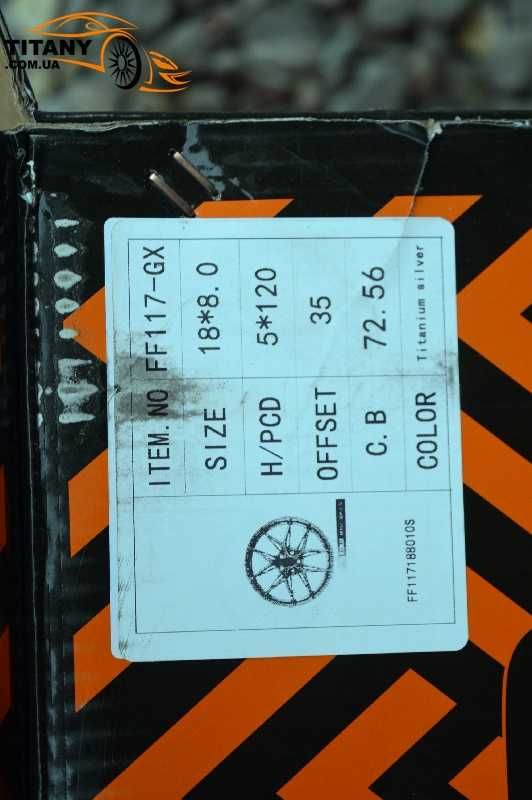 TITANY
.COM.UA
ITEM.NO FF117-GX
SIZE 18*8.0
H/PCD 5*120
OFFSET 35
C.B 72.56
COLOR Titanium silver
FF117188010S